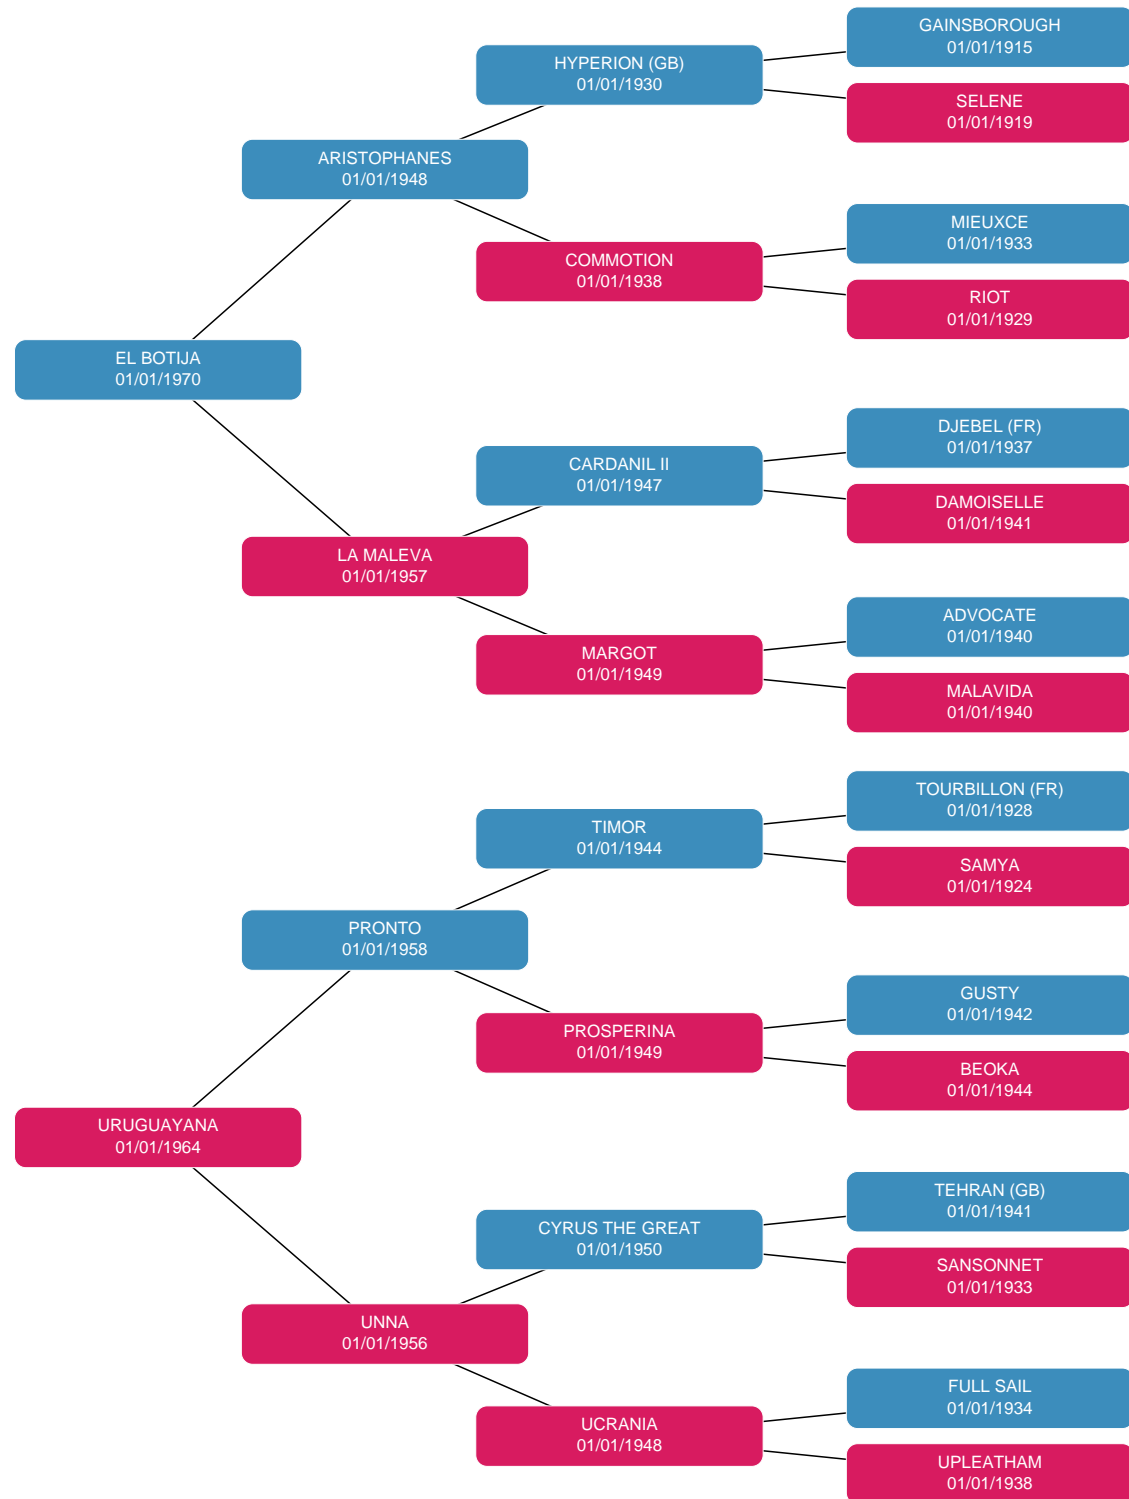 GAINSBOROUGH
01/01/1915
HYPERION (GB)
01/01/1930
SELENE
01/01/1919
ARISTOPHANES
01/01/1948
MIEUXCE
01/01/1933
COMMOTION
01/01/1938
RIOT
01/01/1929
EL BOTIJA
01/01/1970
DJEBEL (FR)
01/01/1937
CARDANIL II
01/01/1947
DAMOISELLE
01/01/1941
LA MALEVA
01/01/1957
ADVOCATE
01/01/1940
MARGOT
01/01/1949
MALAVIDA
01/01/1940
TOURBILLON (FR)
01/01/1928
TIMOR
01/01/1944
SAMYA
01/01/1924
PRONTO
01/01/1958
GUSTY
01/01/1942
PROSPERINA
01/01/1949
BEOKA
01/01/1944
URUGUAYANA
01/01/1964
TEHRAN (GB)
01/01/1941
CYRUS THE GREAT
01/01/1950
SANSONNET
01/01/1933
UNNA
01/01/1956
FULL SAIL
01/01/1934
UCRANIA
01/01/1948
UPLEATHAM
01/01/1938